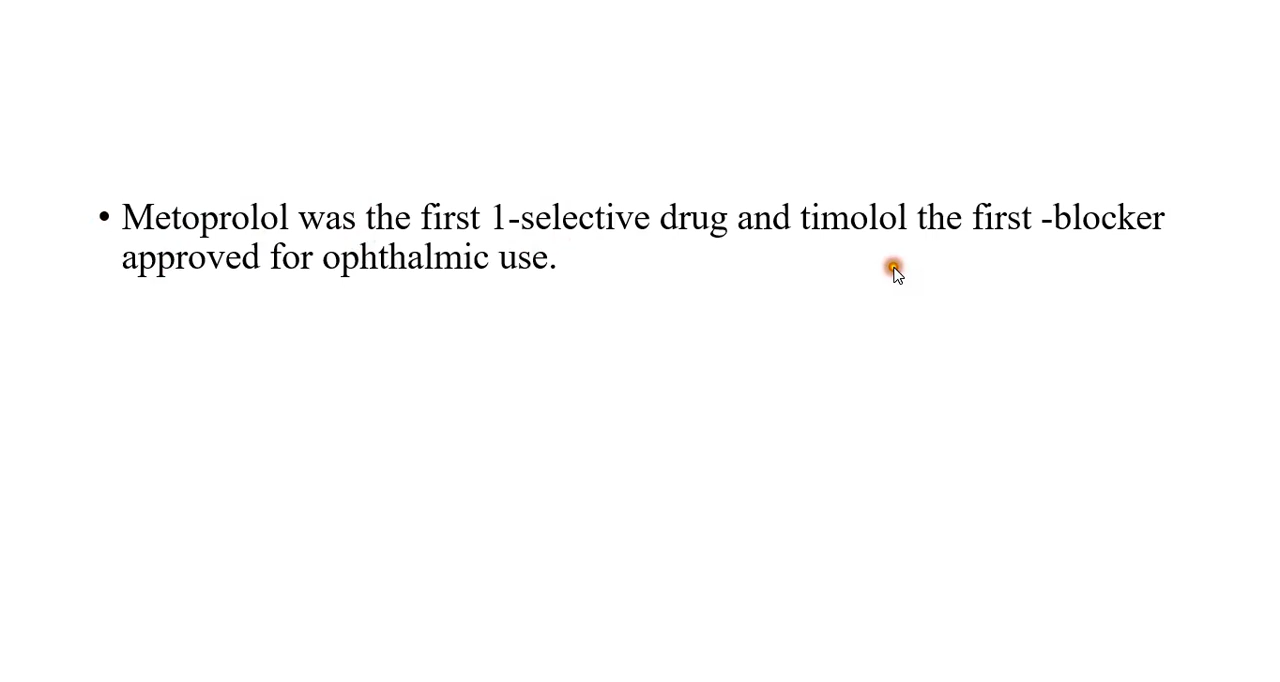 • Metoprolol was the first 1-selective drug and timolol the first -blocker
approved for ophthalmic use.